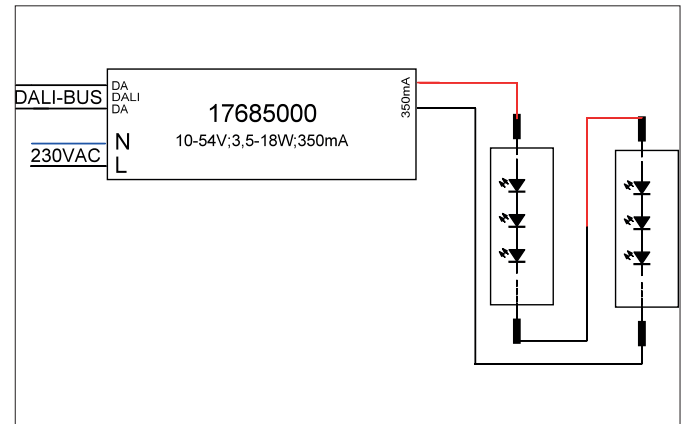 DA
DALI-BUS
DALI
DA
17685000
10-54V;3,5-18W;350mA
350mA
N
230VAC
L